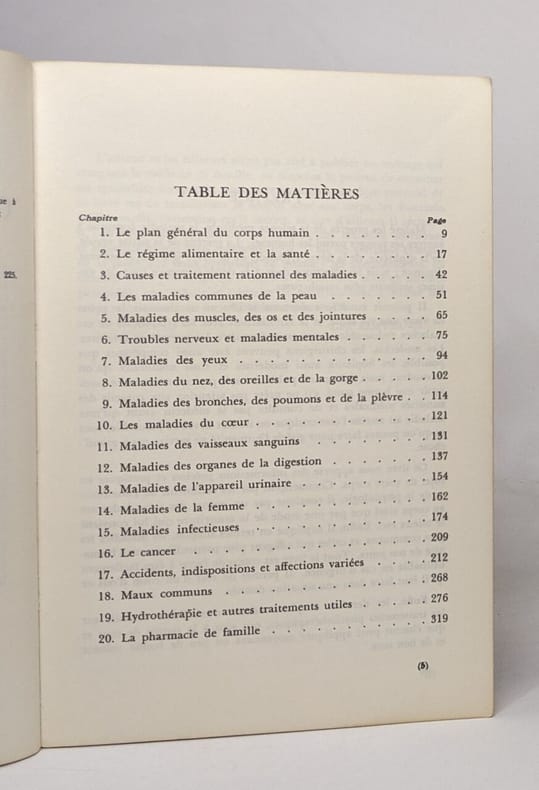 ue à
225.
TABLE DES MATIÈRES
Chapitre Page
1. Le plan général du corps humain . . . . . . . . 9
2. Le régime alimentaire et la santé . . . . . . . . 17
3. Causes et traitement rationnel des maladies . . . . . 42
4. Les maladies communes de la peau . . . . . . . 51
5. Maladies des muscles, des os et des jointures . . . . 65
6. Troubles nerveux et maladies mentales . . . . . . 75
7. Maladies des yeux . . . . . . . . . . . 94
8. Maladies du nez, des oreilles et de la gorge . . . . . 102
9. Maladies des bronches, des poumons et de la plèvre . . 114
10. Les maladies du cœur . . . . . . . . . . 121
11. Maladies des vaisseaux sanguins . . . . . . . 131
12. Maladies des organes de la digestion . . . . . . 137
13. Maladies de l'appareil urinaire . . . . . . . . 154
14. Maladies de la femme . . . . . . . . . . 162
15. Maladies infectieuses . . . . . . . . . . 174
16. Le cancer . . . . . . . . . . . . . 209
17. Accidents, indispositions et affections variées . . . . 212
18. Maux communs . . . . . . . . . . . . 268
19. Hydrothérapie et autres traitements utiles . . . . . 276
20. La pharmacie de famille . . . . . . . . . . 319
(5)